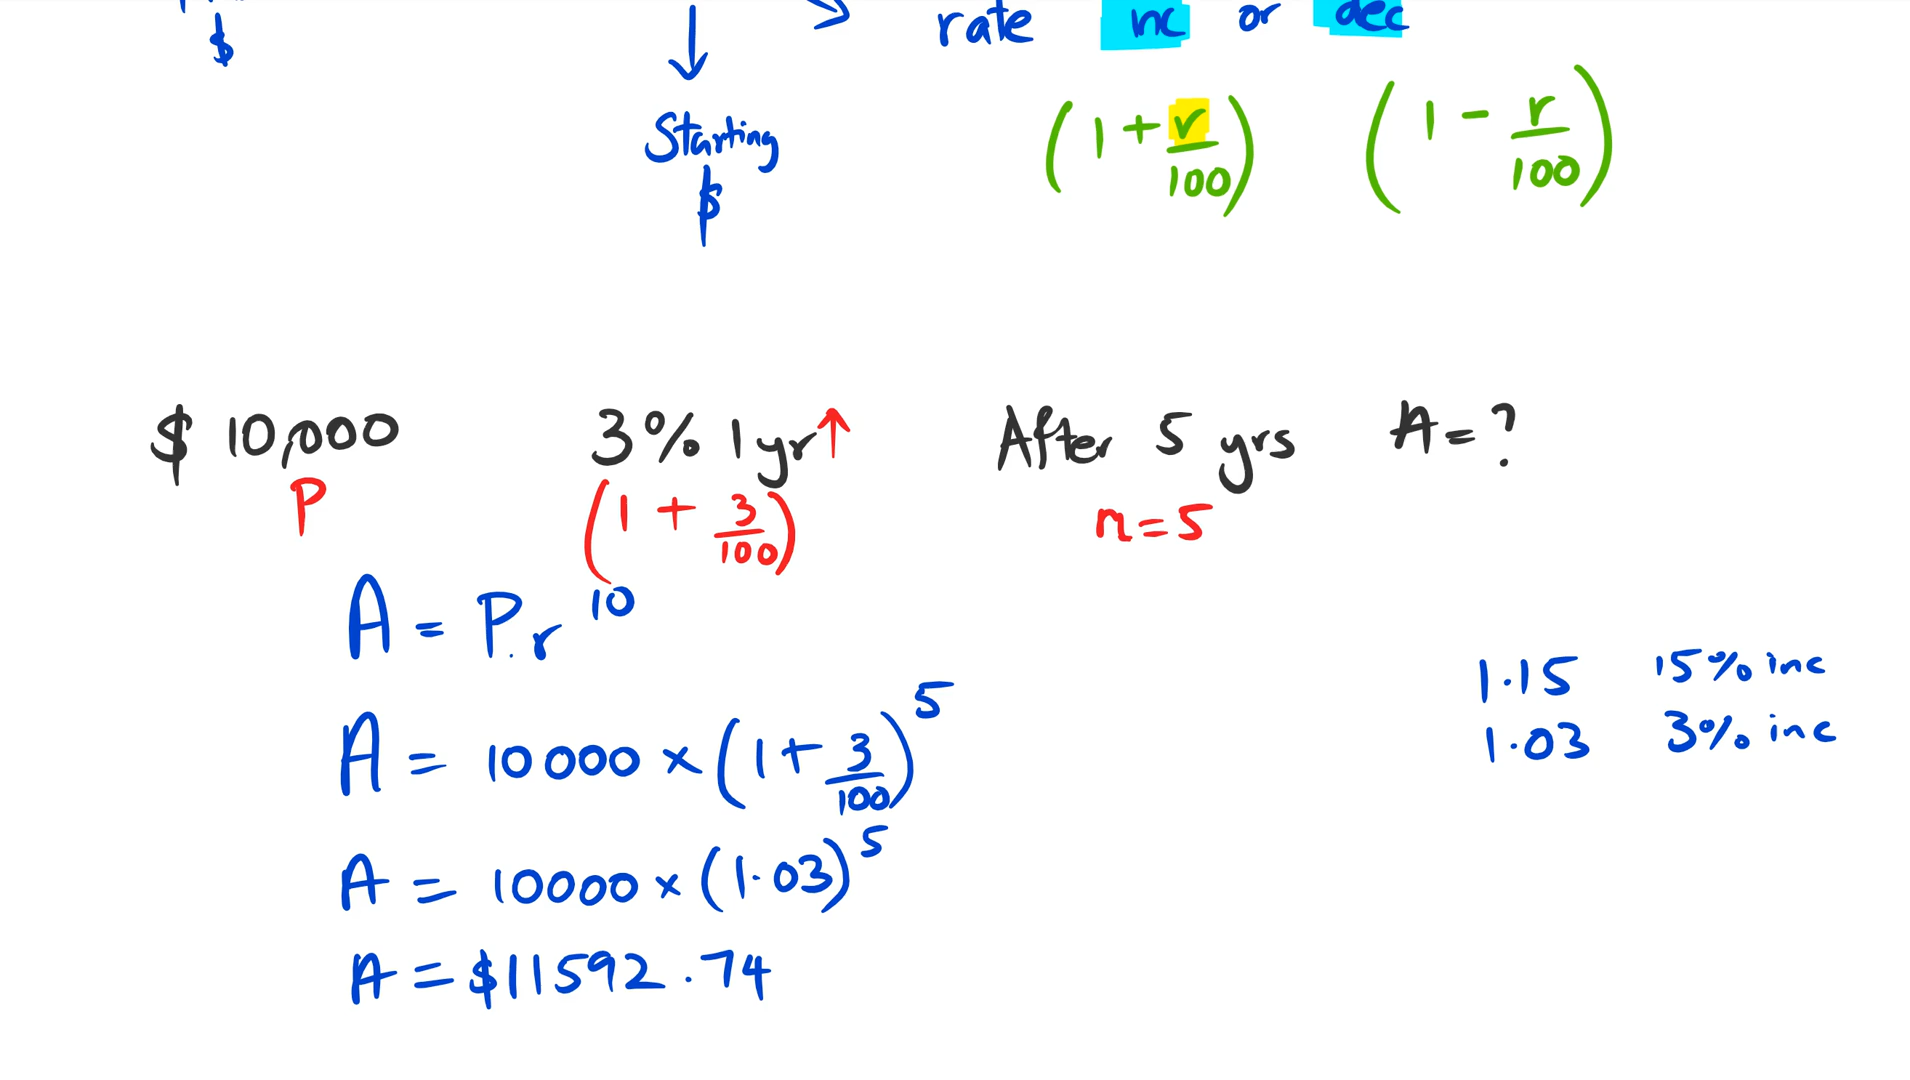 $
rate inc or dec
Starting
$
(1 + r/100) (1 - r/100)
$ 10,000 3% 1yr↑ After 5 yrs A = ?
P (1 + 3/100) n = 5
A = P.r^10
1.15 15% inc
A = 10000 × (1 + 3/100)^5
1.03 3% inc
A = 10000 × (1.03)^5
A = $11592.74